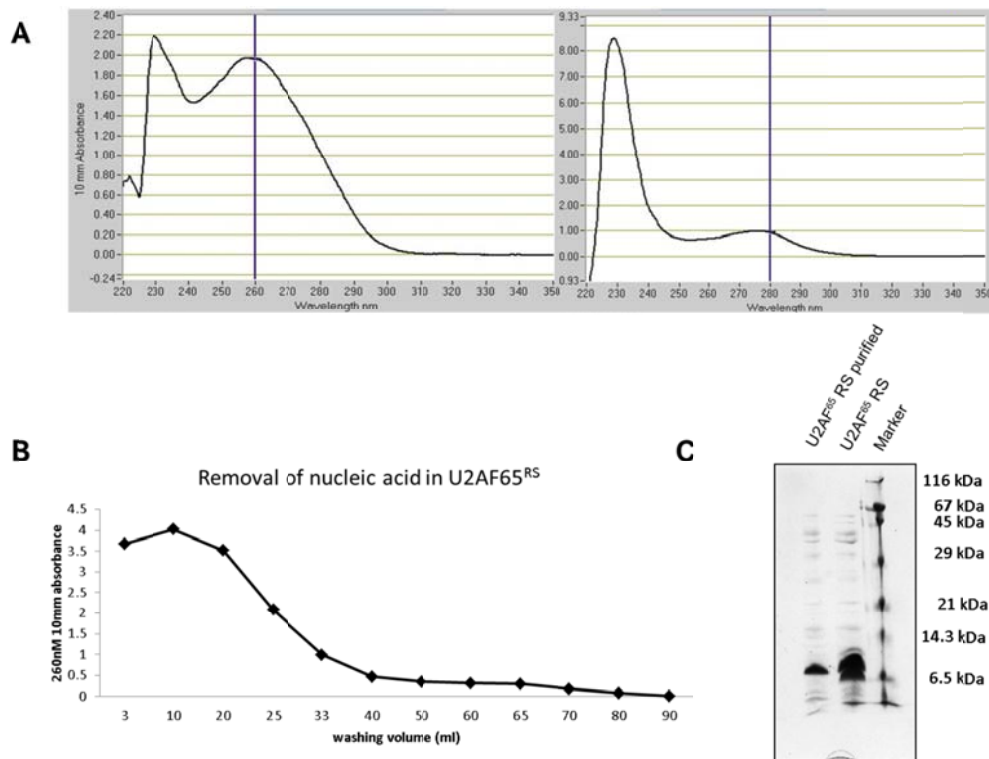 A
2.40
2.20
2.00
1.80
1.60
1.40
1.20
1.00
0.80
0.60
0.40
0.20
0.00
-0.24
10 mm Absorbance
220 230 240 250 260 270 280 290 300 310 320 330 340 350
Wavelength nm
9.33
8.00
7.00
6.00
5.00
4.00
3.00
2.00
1.00
0.00
0.93
220 230 240 250 260 270 280 290 300 310 320 330 340 350
Wavelength nm
B
Removal of nucleic acid in U2AF65ᴿˢ
260nM 10mm absorbance
4.5
4
3.5
3
2.5
2
1.5
1
0.5
0
3 10 20 25 33 40 50 60 65 70 80 90
washing volume (ml)
C
U2AF⁶⁵ RS purified
U2AF⁶⁵ RS
Marker
116 kDa
67 kDa
45 kDa
29 kDa
21 kDa
14.3 kDa
6.5 kDa